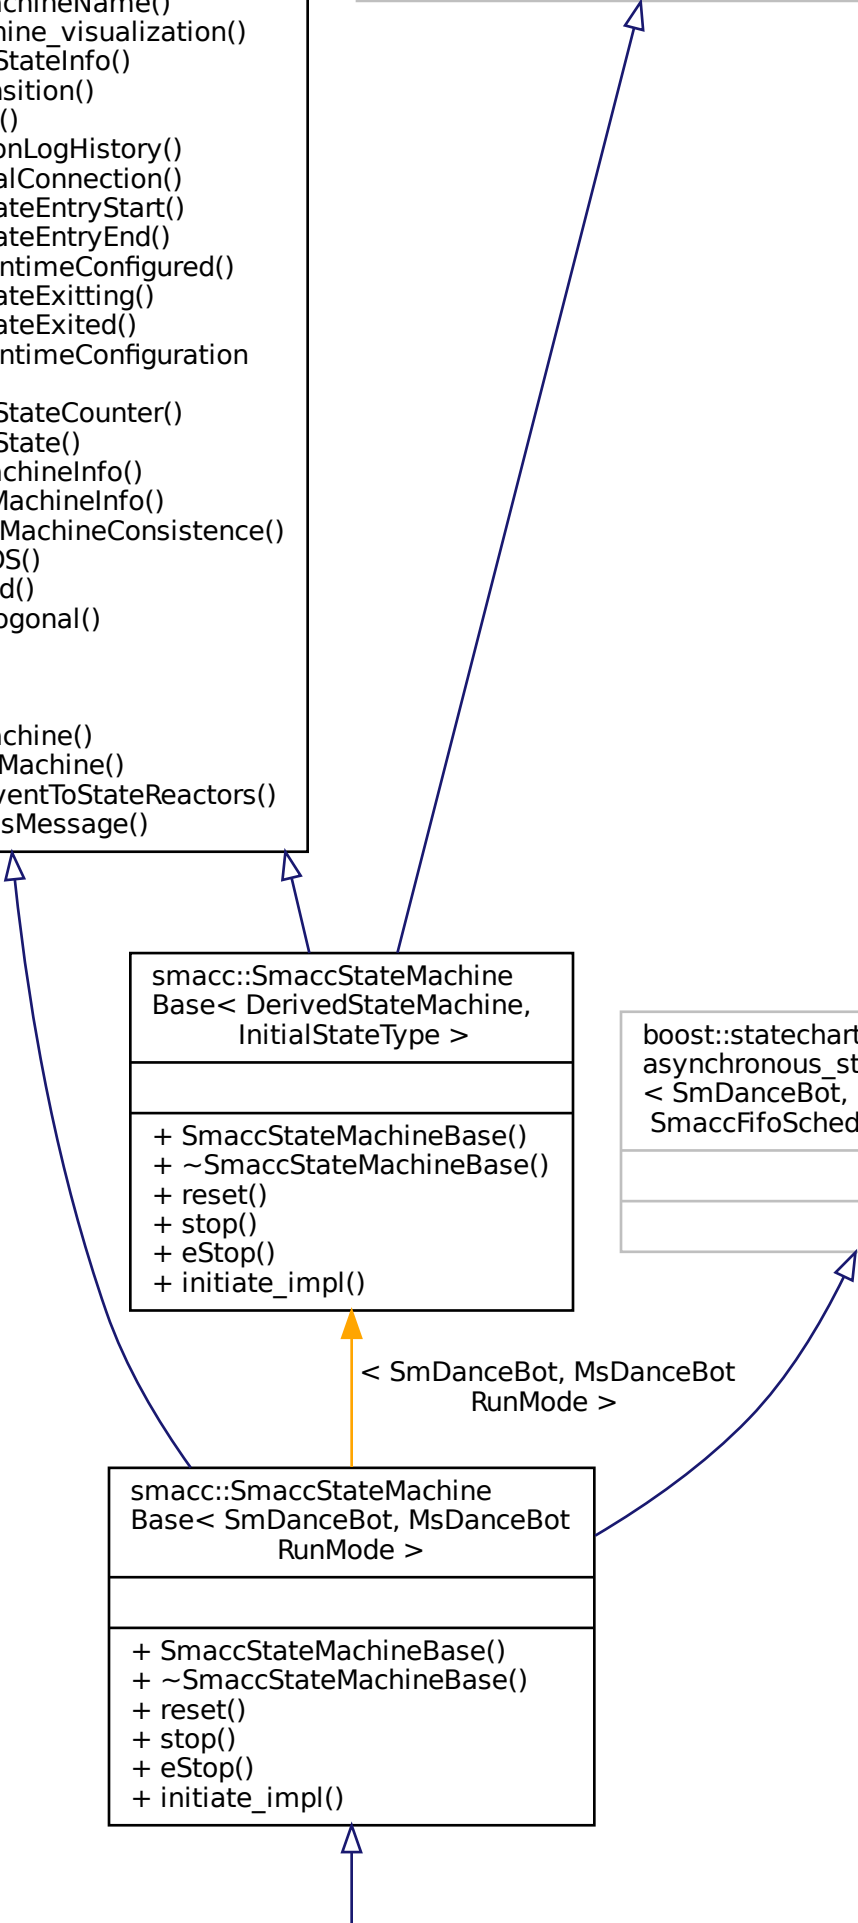 achineName()
hine_visualization()
StateInfo()
nsition()
()
onLogHistory()
alConnection()
ateEntryStart()
ateEntryEnd()
ntimeConfigured()
ateExitting()
ateExited()
ntimeConfiguration
StateCounter()
State()
achineInfo()
MachineInfo()
MachineConsistence()
OS()
d()
ogonal()
achine()
Machine()
ventToStateReactors()
sMessage()
smacc::SmaccStateMachine
Base< DerivedStateMachine,
InitialStateType >
+ SmaccStateMachineBase()
+ ~SmaccStateMachineBase()
+ reset()
+ stop()
+ eStop()
+ initiate_impl()
boost::statechart
asynchronous_st
< SmDanceBot,
SmaccFifoSched
< SmDanceBot, MsDanceBot
RunMode >
smacc::SmaccStateMachine
Base< SmDanceBot, MsDanceBot
RunMode >
+ SmaccStateMachineBase()
+ ~SmaccStateMachineBase()
+ reset()
+ stop()
+ eStop()
+ initiate_impl()